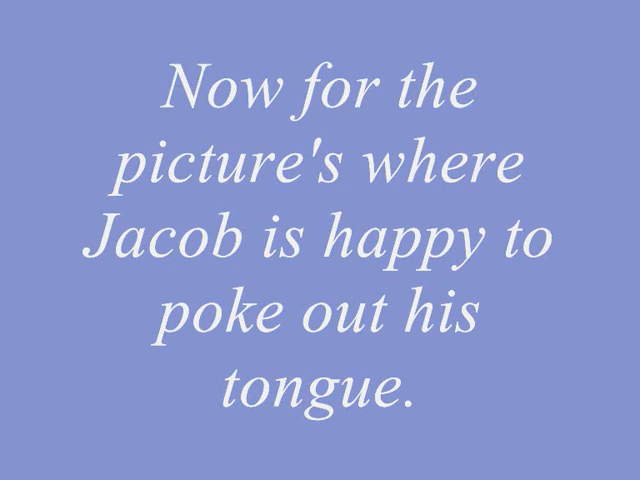 Now for the
picture's where
Jacob is happy to
poke out his
tongue.